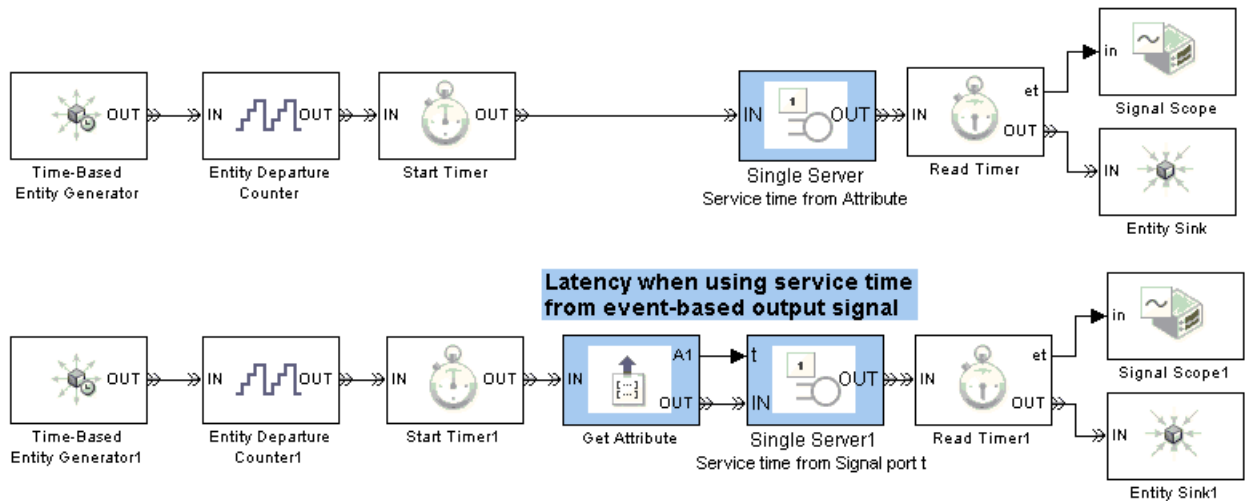 OUT
IN
OUT
IN
OUT
IN
1
OUT
IN
et
OUT
in
IN
Time-Based
Entity Generator
Entity Departure
Counter
Start Timer
Single Server
Service time from Attribute
Read Timer
Signal Scope
Entity Sink
Latency when using service time
from event-based output signal
OUT
IN
OUT
IN
OUT
IN
A1
OUT
[...]
t
IN
1
OUT
IN
et
OUT
in
IN
Time-Based
Entity Generator1
Entity Departure
Counter1
Start Timer1
Get Attribute
Single Server1
Service time from Signal port t
Read Timer1
Signal Scope1
Entity Sink1